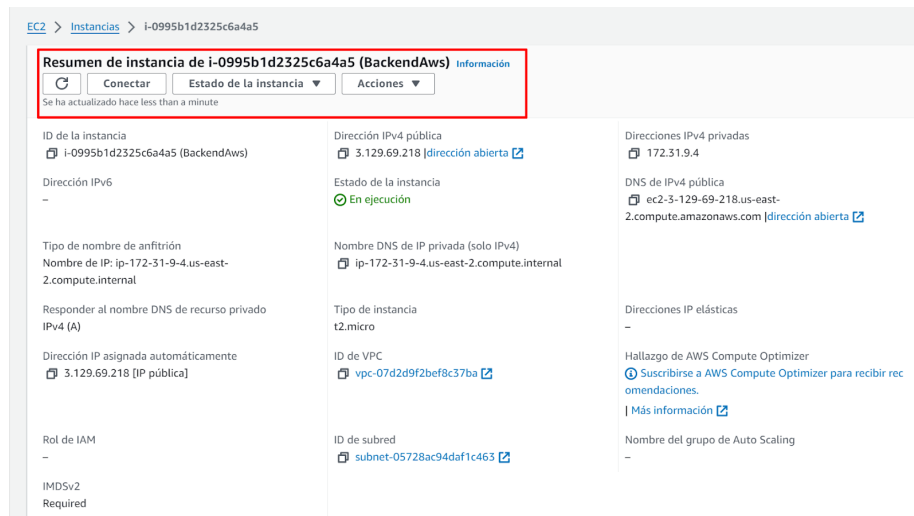 EC2 > Instancias > i-0995b1d2325c6a4a5
Resumen de instancia de i-0995b1d2325c6a4a5 (BackendAws) Información
Conectar Estado de la instancia ▼ Acciones ▼
Se ha actualizado hace less than a minute
ID de la instancia
i-0995b1d2325c6a4a5 (BackendAws)
Dirección IPv4 pública
3.129.69.218 |dirección abierta
Direcciones IPv4 privadas
172.31.9.4
Dirección IPv6
–
Estado de la instancia
En ejecución
DNS de IPv4 pública
ec2-3-129-69-218.us-east-
2.compute.amazonaws.com |dirección abierta
Tipo de nombre de anfitrión
Nombre de IP: ip-172-31-9-4.us-east-
2.compute.internal
Nombre DNS de IP privada (solo IPv4)
ip-172-31-9-4.us-east-2.compute.internal
Responder al nombre DNS de recurso privado
IPv4 (A)
Tipo de instancia
t2.micro
Direcciones IP elásticas
–
Dirección IP asignada automáticamente
3.129.69.218 [IP pública]
ID de VPC
vpc-07d2d9f2bef8c37ba
Hallazgo de AWS Compute Optimizer
Suscribirse a AWS Compute Optimizer para recibir rec
omendaciones.
| Más información
Rol de IAM
–
ID de subred
subnet-05728ac94daf1c463
Nombre del grupo de Auto Scaling
–
IMDSv2
Required